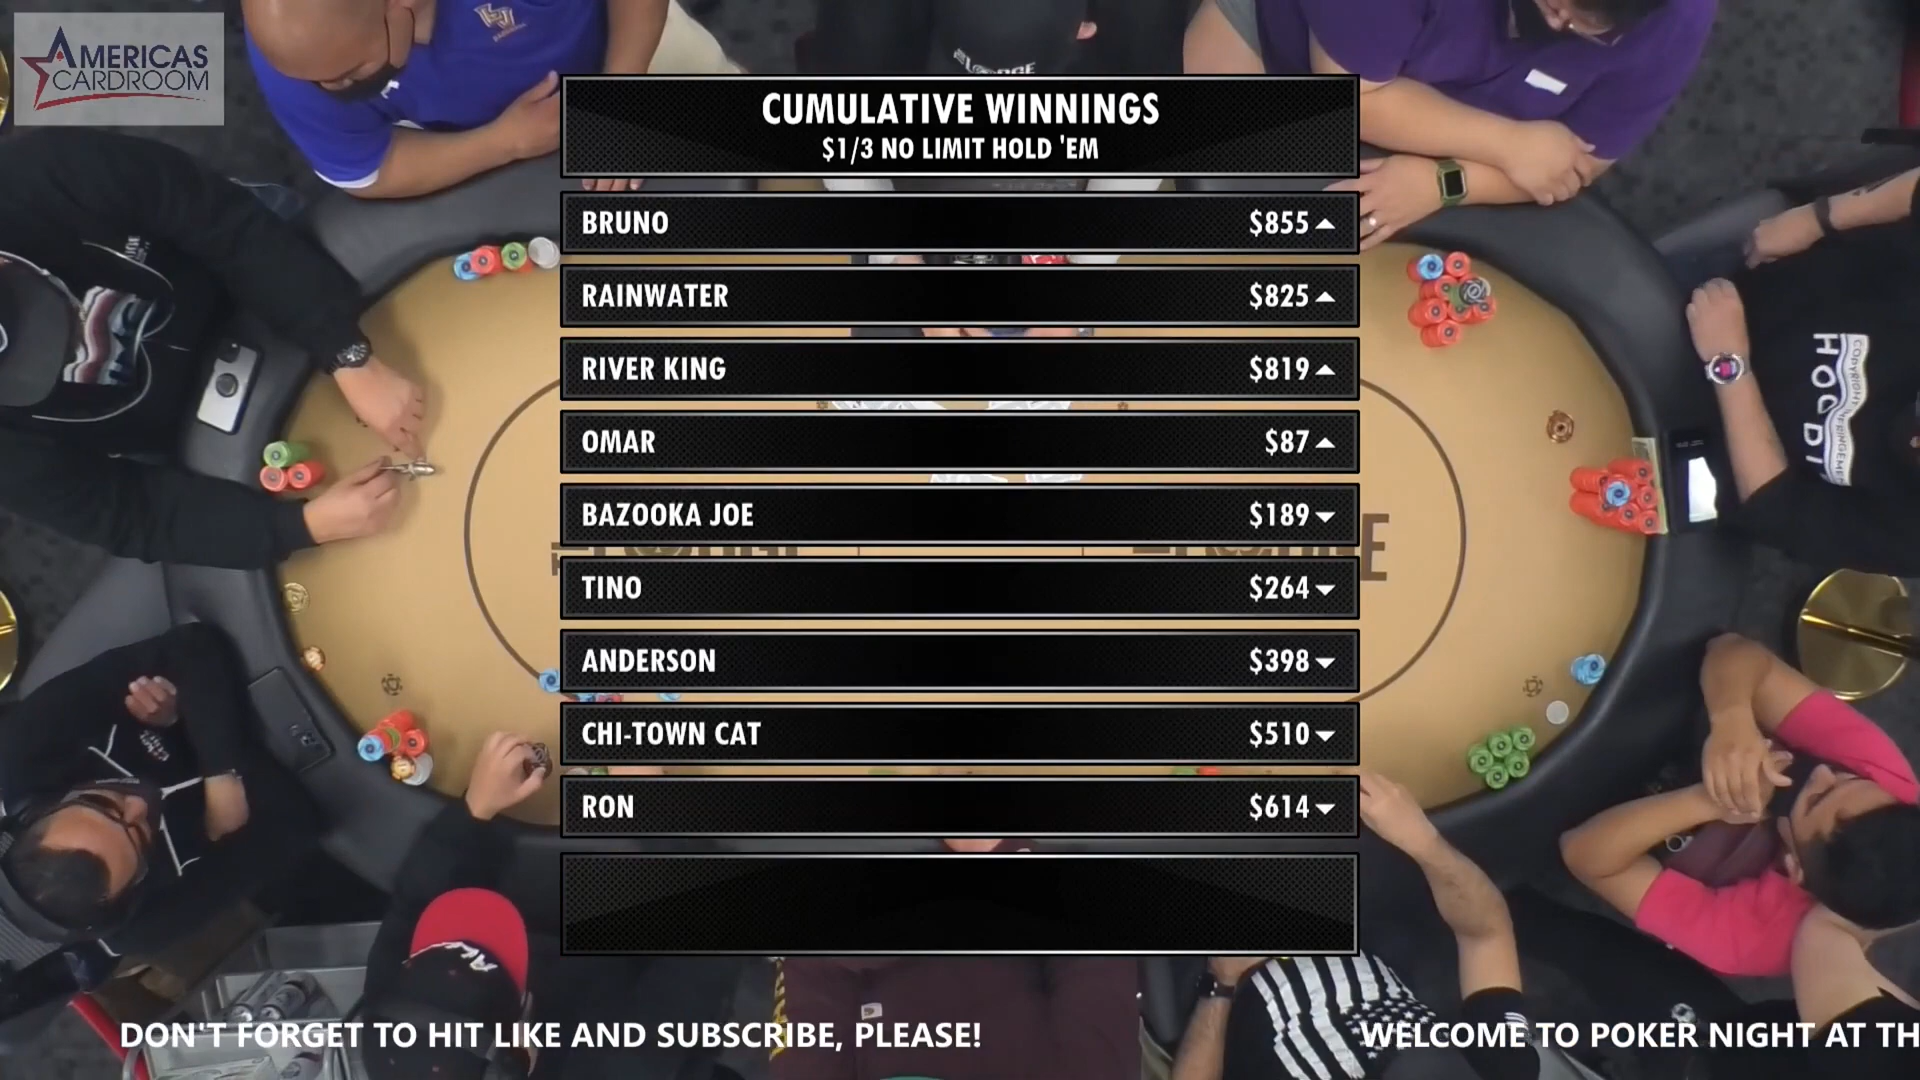 AMERICAS
CARDROOM
CUMULATIVE WINNINGS
$1/3 NO LIMIT HOLD 'EM
BRUNO $855
RAINWATER $825
RIVER KING $819
OMAR $87
BAZOOKA JOE $189
TINO $264
ANDERSON $398
CHI-TOWN CAT $510
RON $614
DON'T FORGET TO HIT LIKE AND SUBSCRIBE, PLEASE!
WELCOME TO POKER NIGHT AT TH